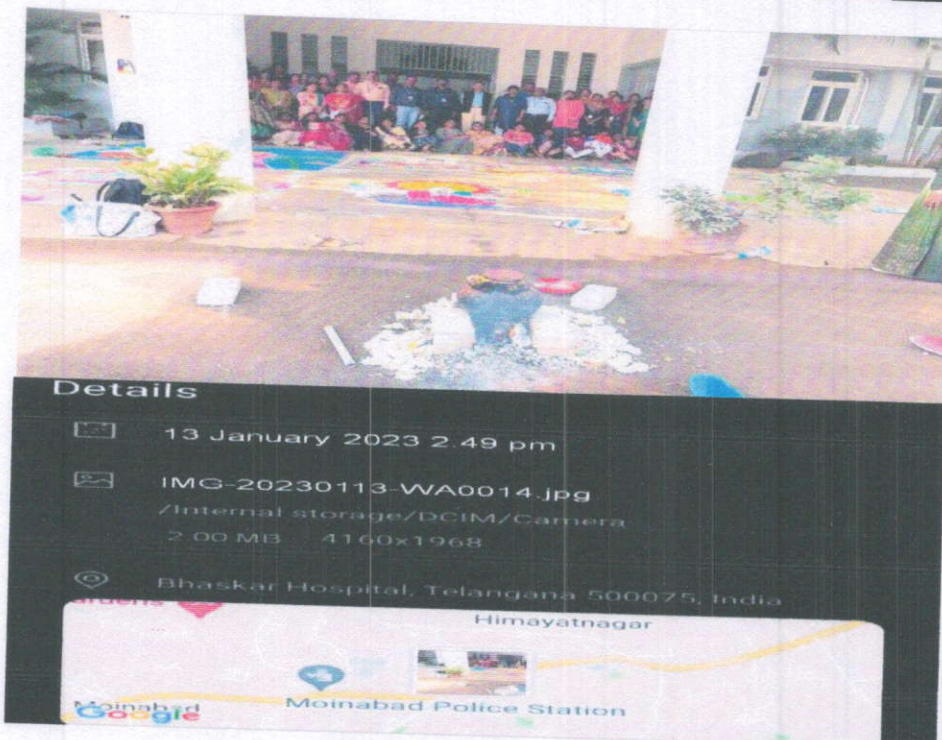 Details
13 January 2023 2.49 pm
IMG-20230113-WA0014.jpg
/Internal storage/DCIM/Camera
2.00 MB 4160x1968
Bhaskar Hospital, Telangana 500075, India
Himayatnagar
Moinabad Police Station
Moinabad
Google